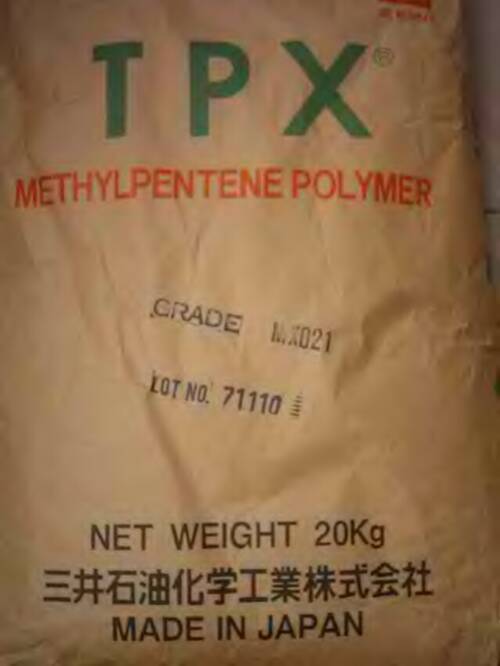 TPX®
METHYLPENTENE POLYMER
GRADE MX021
LOT NO. 71110
NET WEIGHT 20Kg
三井石油化学工業株式会社
MADE IN JAPAN